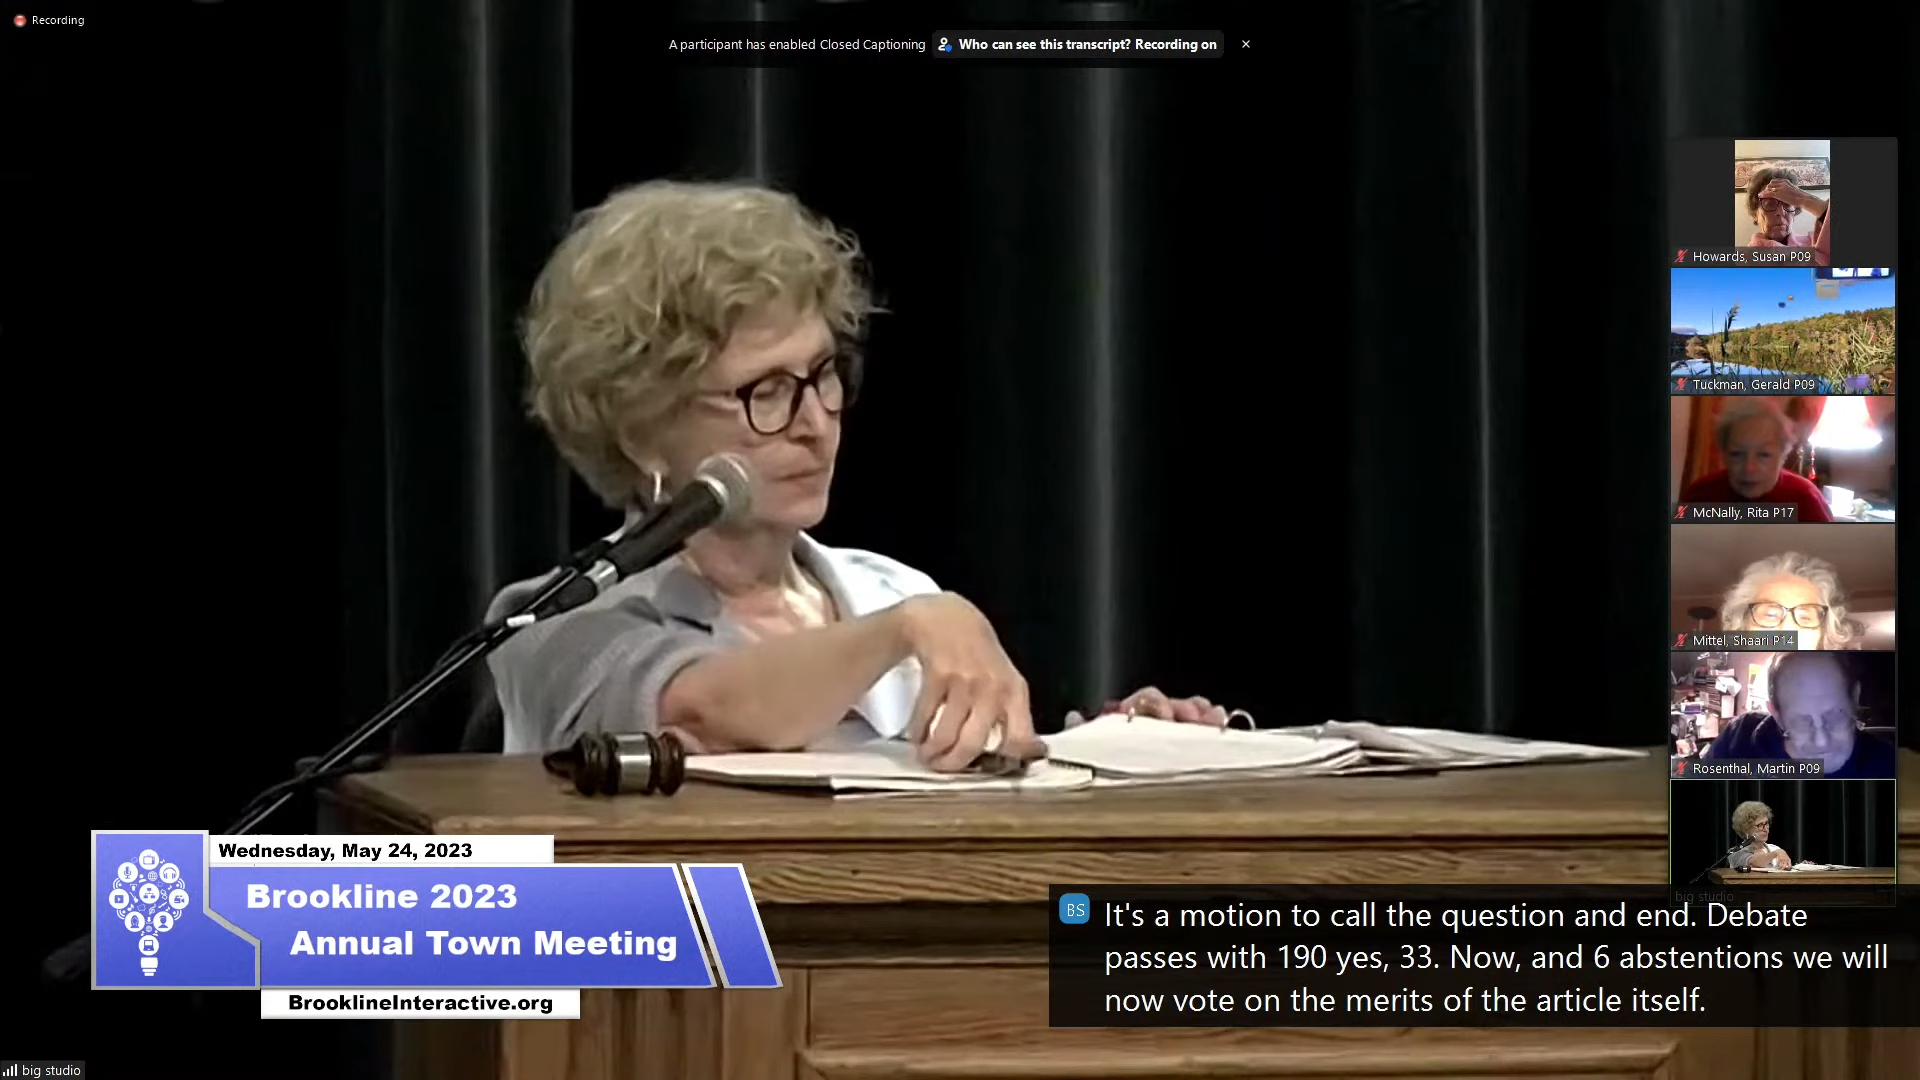 Recording
A participant has enabled Closed Captioning Who can see this transcript? Recording on
Howards, Susan P09
Tuckman, Gerald P09
McNally, Rita P17
Mittel, Shaari P14
Rosenthal, Martin P09
big studio
Wednesday, May 24, 2023
Brookline 2023
Annual Town Meeting
BrooklineInteractive.org
BS
It's a motion to call the question and end. Debate
passes with 190 yes, 33. Now, and 6 abstentions we will
now vote on the merits of the article itself.
big studio